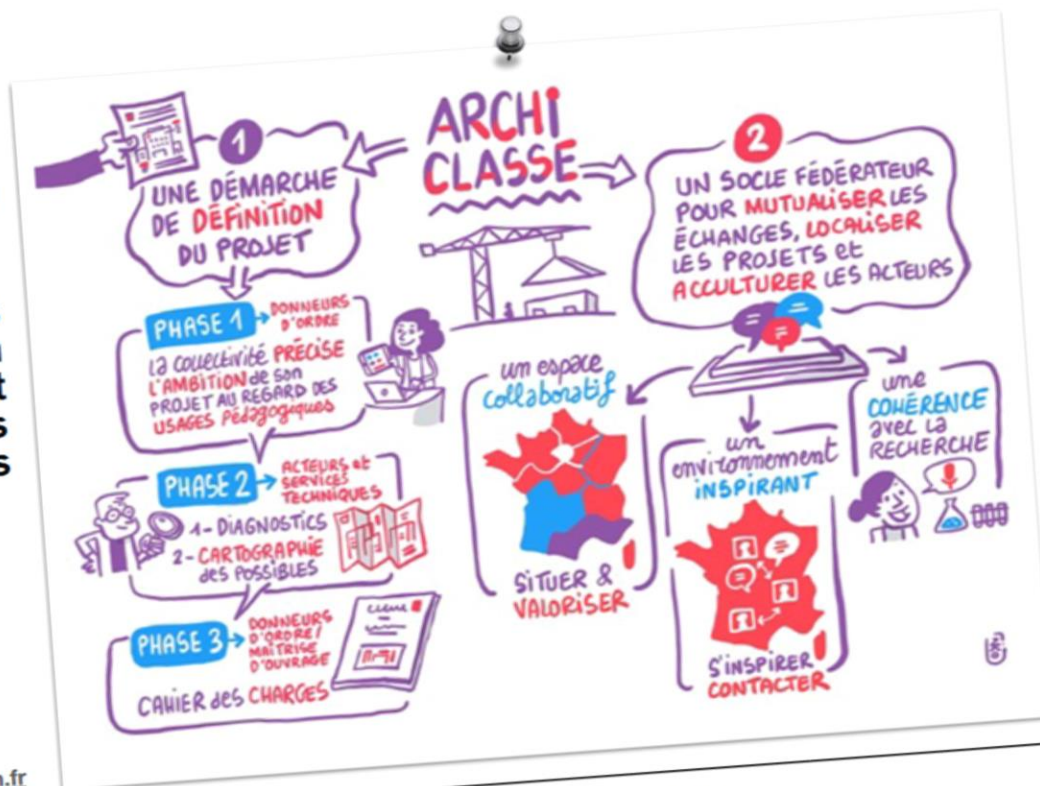 ARCHI
CLASSE
1
UNE DÉMARCHE
DE DÉFINITION
DU PROJET
PHASE 1 → DONNEURS
D'ORDRE
la collectivité PRÉCISE
L'AMBITION de son
PROJET AU REGARD DES
USAGES Pédagogiques
PHASE 2 → ACTEURS et
SERVICES
TECHNIQUES
1- DIAGNOSTICS
2- CARTOGRAPHIE
des POSSIBLES
PHASE 3 → DONNEURS
D'ORDRE/
MAÎTRISE
D'OUVRAGE
CAHIER des CHARGES
2
UN SOCLE FÉDÉRATEUR
POUR MUTUALISER LES
ÉCHANGES, LOCALISER
LES PROJETS et
ACCULTURER LES ACTEURS
un espace
collaboratif
SITUER &
VALORISER
un
environnement
INSPIRANT
S'INSPIRER
CONTACTER
une
COHÉRENCE
avec la
RECHERCHE
t
s
s
n.fr